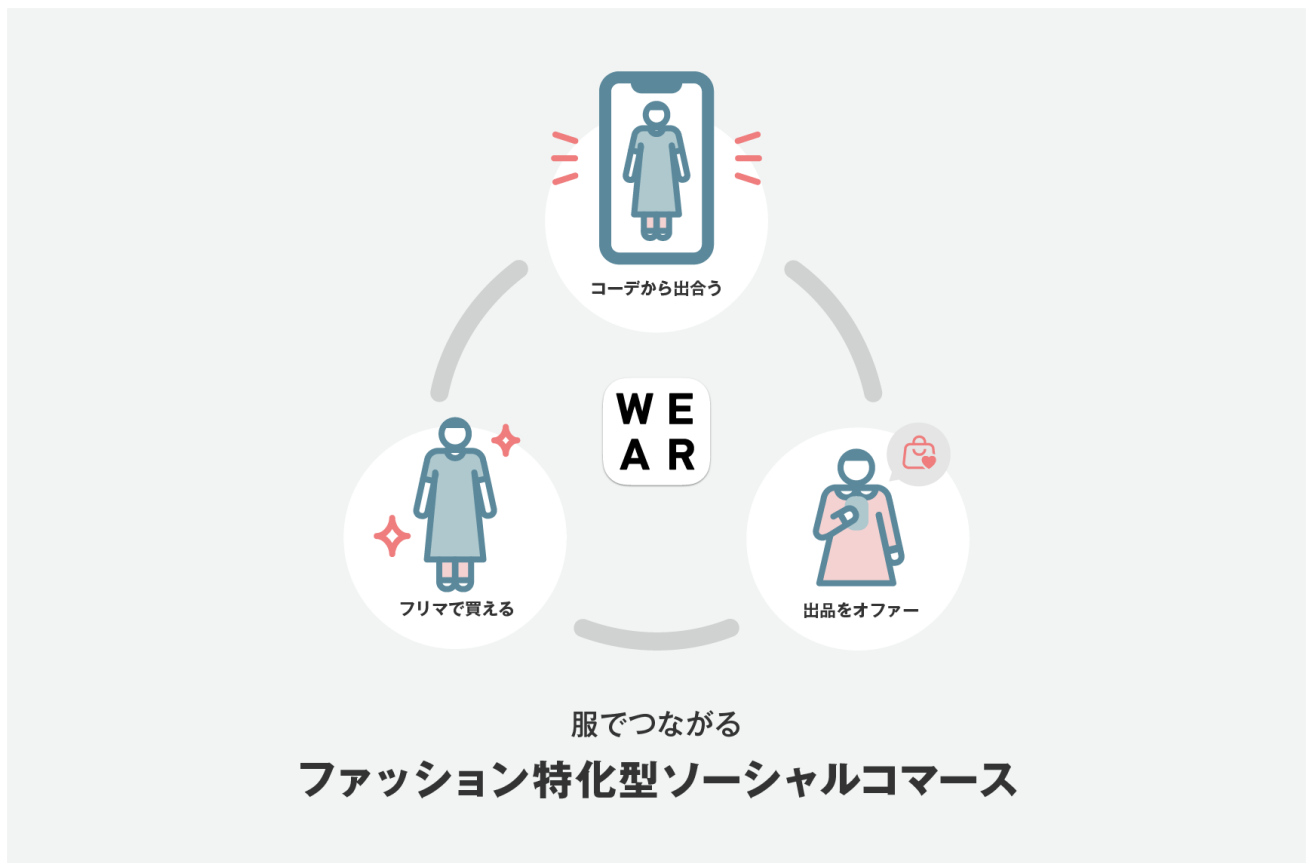 コーデから出合う
W E
A R
フリマで買える
出品をオファー
服でつながる
ファッション特化型ソーシャルコマース